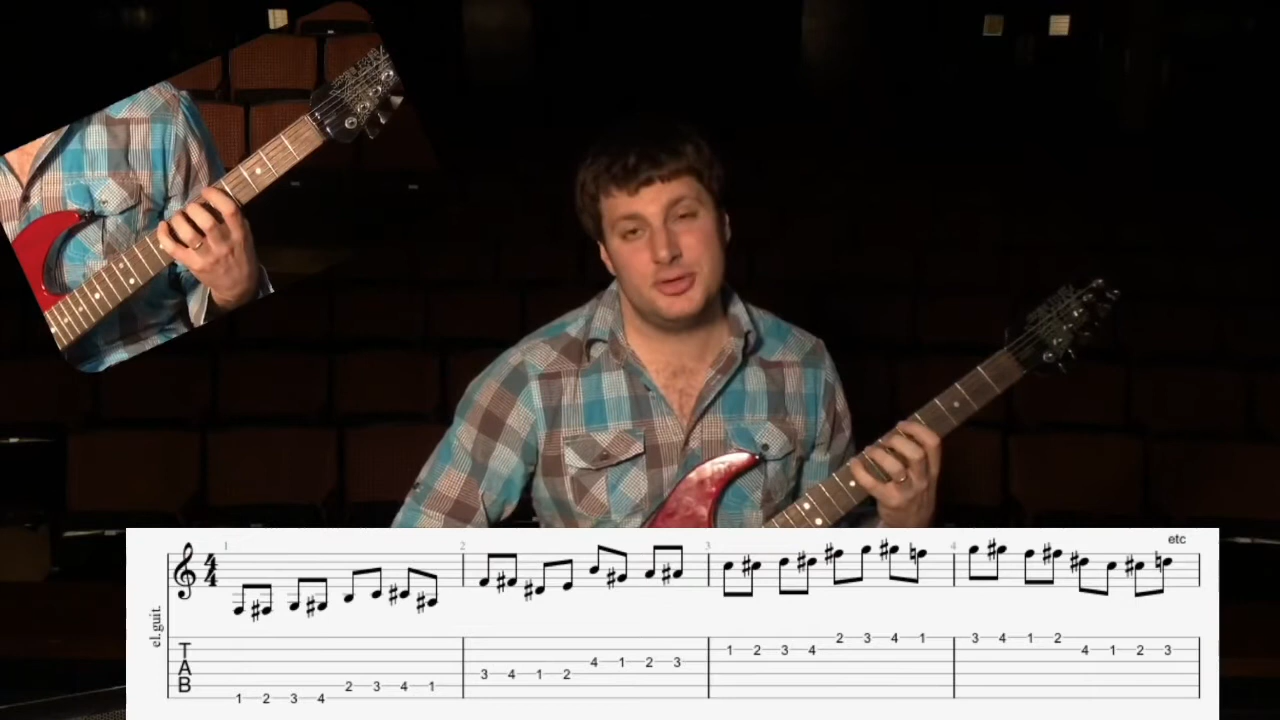 etc
1 2 3 4
el.guit.
4
4
T
A
B
2 3 4 1 3 4 1 2
1 2 3 4 4 1 2 3
4 1 2 3
3 4 1 2
2 3 4 1
1 2 3 4